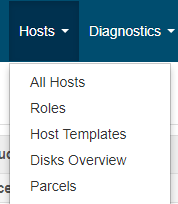 Hosts Diagnostics
All Hosts
Roles
Host Templates
Disks Overview
Parcels